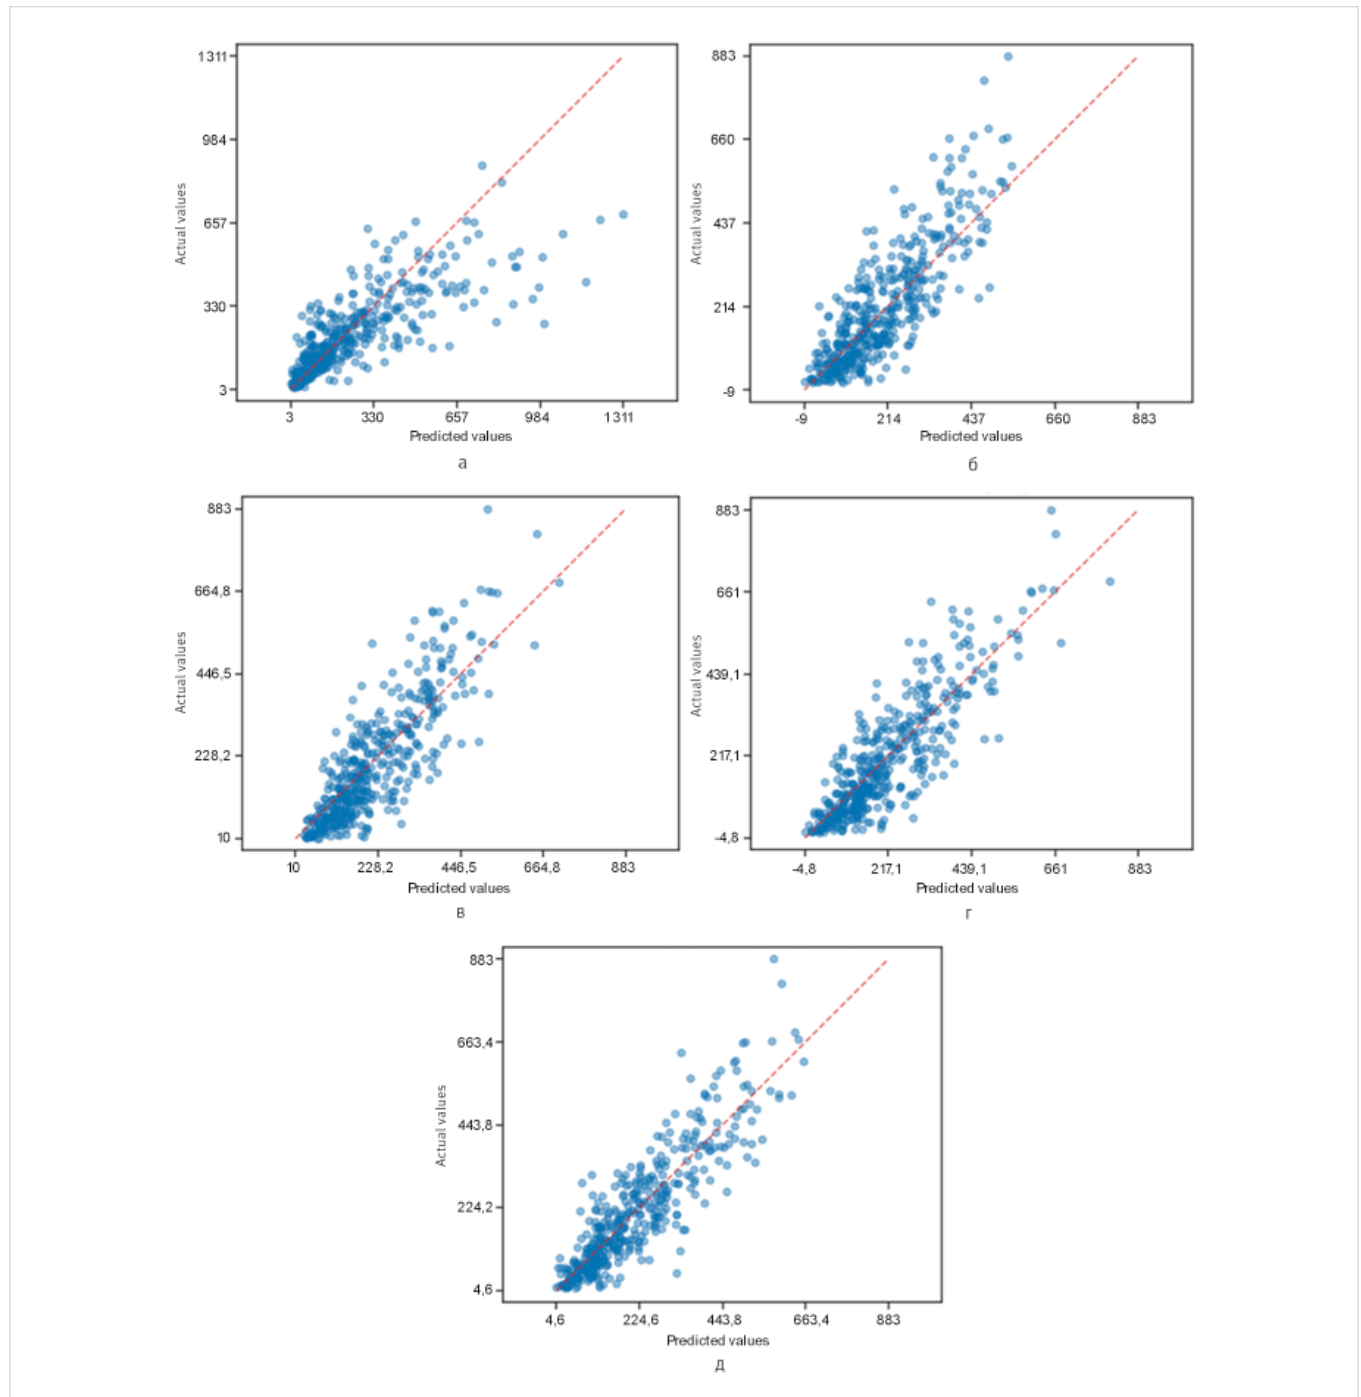 1311
984
657
330
3
Actual values
3 330 657 984 1311
Predicted values
а
883
660
437
214
-9
Actual values
-9 214 437 660 883
Predicted values
б
883
664,8
446,5
228,2
10
Actual values
10 228,2 446,5 664,8 883
Predicted values
в
883
661
439,1
217,1
-4,8
Actual values
-4,8 217,1 439,1 661 883
Predicted values
г
883
663,4
443,8
224,2
4,6
Actual values
4,6 224,6 443,8 663,4 883
Predicted values
д